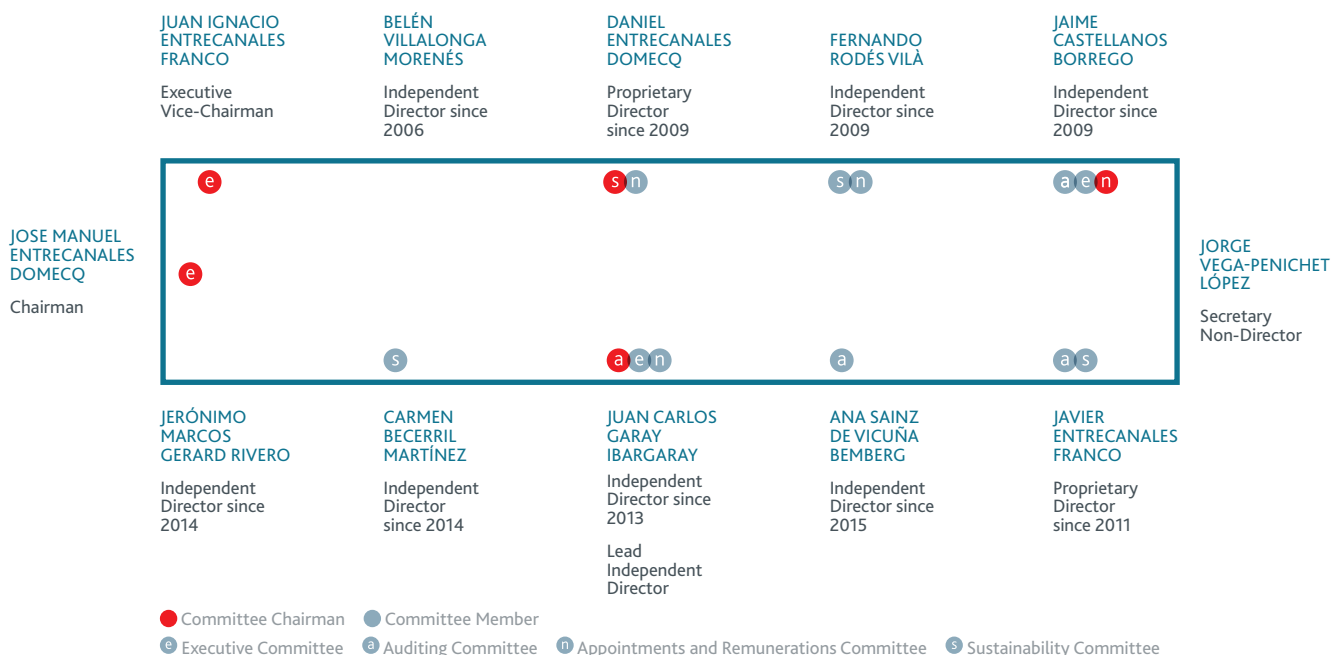 JUAN IGNACIO
ENTRECANALES
FRANCO
Executive
Vice-Chairman
BELÉN
VILLALONGA
MORENÉS
Independent
Director since
2006
DANIEL
ENTRECANALES
DOMECQ
Proprietary
Director
since 2009
FERNANDO
RODÉS VILÀ
Independent
Director since
2009
JAIME
CASTELLANOS
BORREGO
Independent
Director since
2009
e
s n
s n
a e n
JOSE MANUEL
ENTRECANALES
DOMECQ
Chairman
e
JORGE
VEGA-PENICHET
LÓPEZ
Secretary
Non-Director
s
a e n
a
a s
JERÓNIMO
MARCOS
GERARD RIVERO
Independent
Director since
2014
CARMEN
BECERRIL
MARTÍNEZ
Independent
Director
since 2014
JUAN CARLOS
GARAY
IBARGARAY
Independent
Director since
2013
Lead
Independent
Director
ANA SAINZ
DE VICUÑA
BEMBERG
Independent
Director since
2015
JAVIER
ENTRECANALES
FRANCO
Proprietary
Director
since 2011
Committee Chairman Committee Member
e Executive Committee a Auditing Committee n Appointments and Remunerations Committee s Sustainability Committee